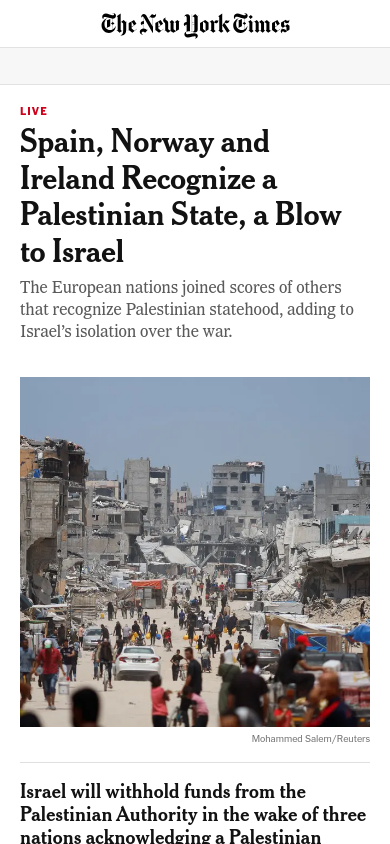 The New York Times
LIVE
Spain, Norway and
Ireland Recognize a
Palestinian State, a Blow
to Israel
The European nations joined scores of others
that recognize Palestinian statehood, adding to
Israel’s isolation over the war.
Mohammed Salem/Reuters
Israel will withhold funds from the
Palestinian Authority in the wake of three
nations acknowledging a Palestinian